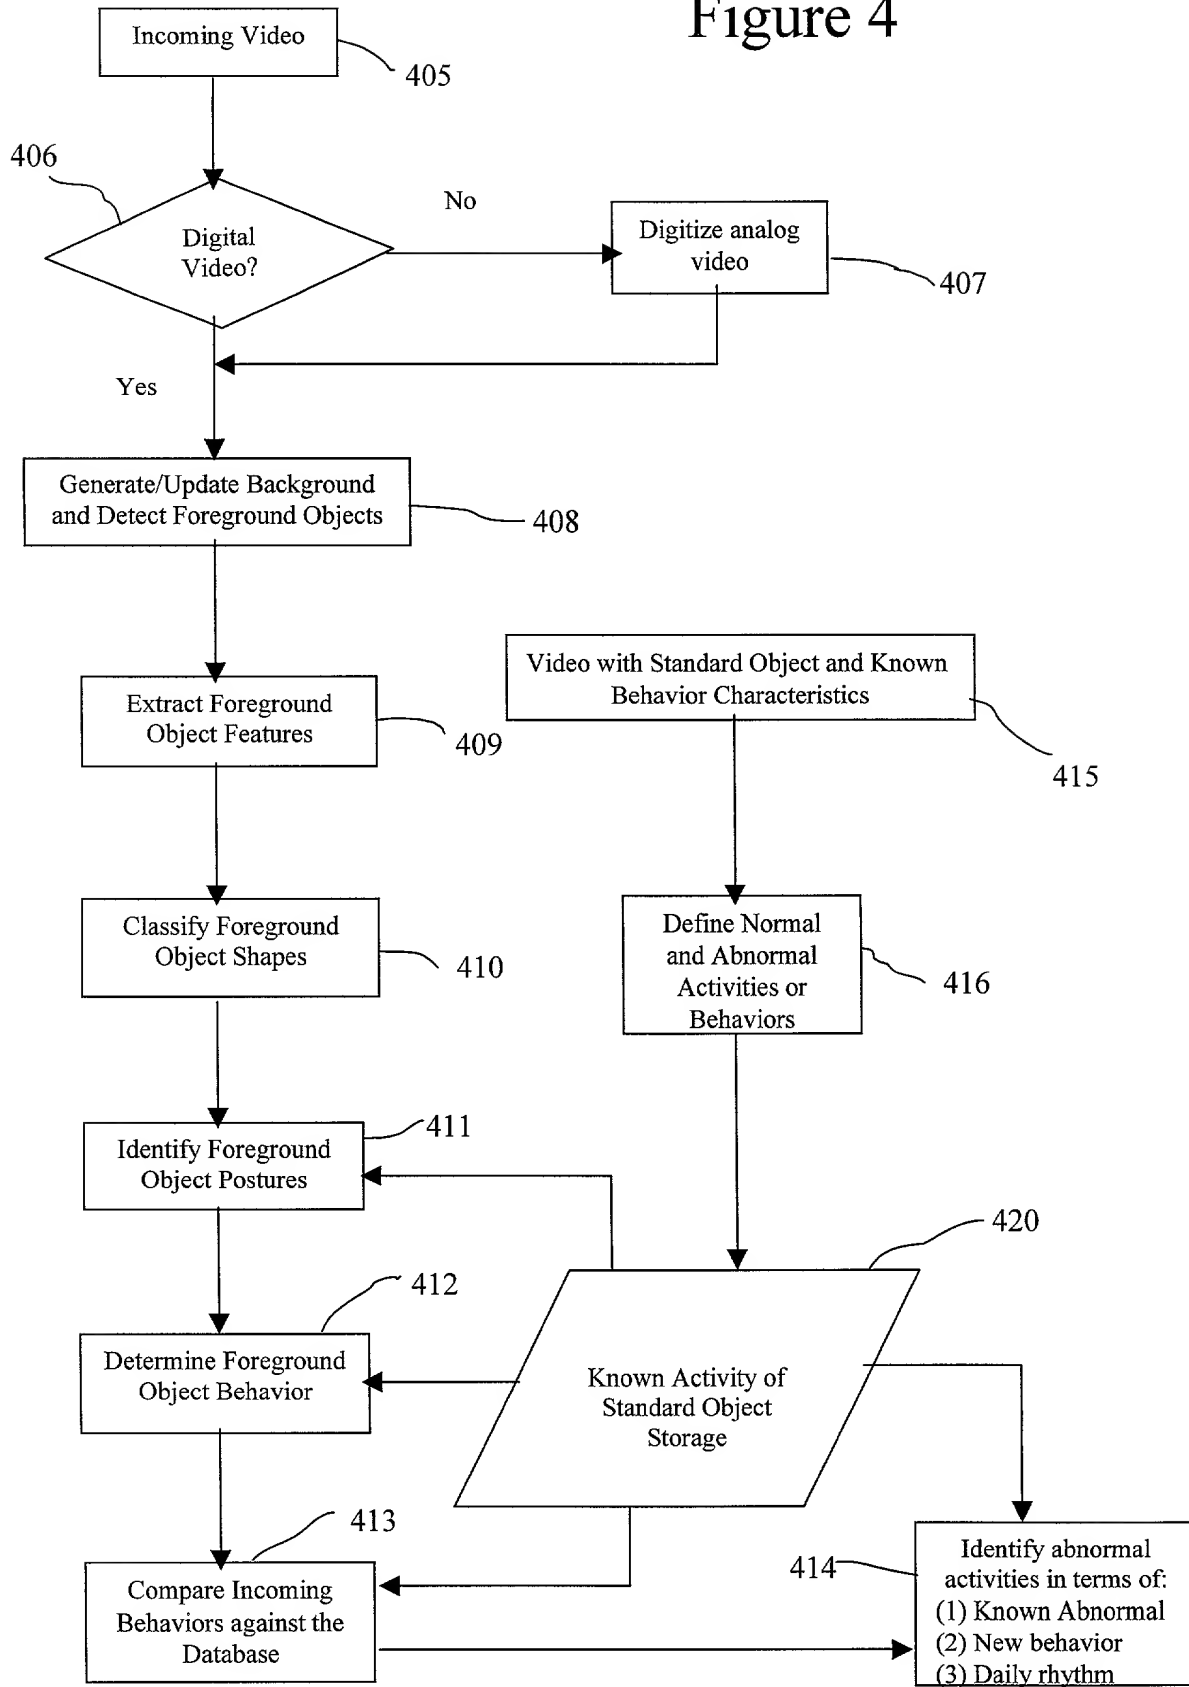 Figure 4
Incoming Video
405
406
No
Digital
Video?
Digitize analog
video
407
Yes
Generate/Update Background
and Detect Foreground Objects
408
Video with Standard Object and Known
Behavior Characteristics
415
Extract Foreground
Object Features
409
Classify Foreground
Object Shapes
410
Define Normal
and Abnormal
Activities or
Behaviors
416
411
Identify Foreground
Object Postures
420
412
Determine Foreground
Object Behavior
Known Activity of
Standard Object
Storage
413
Compare Incoming
Behaviors against the
Database
414
Identify abnormal
activities in terms of:
(1) Known Abnormal
(2) New behavior
(3) Daily rhythm